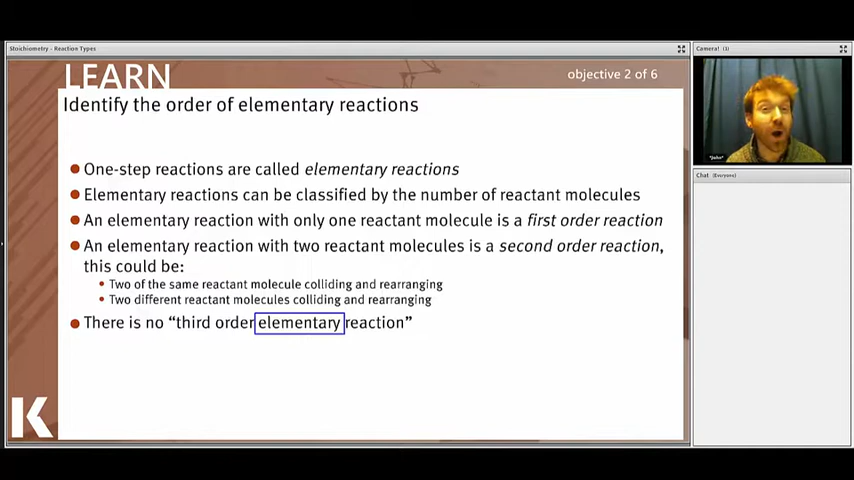 Stoichiometry - Reaction Types
LEARN
objective 2 of 6
Identify the order of elementary reactions
One-step reactions are called elementary reactions
Elementary reactions can be classified by the number of reactant molecules
An elementary reaction with only one reactant molecule is a first order reaction
An elementary reaction with two reactant molecules is a second order reaction,
this could be:
Two of the same reactant molecule colliding and rearranging
Two different reactant molecules colliding and rearranging
There is no “third order elementary reaction”
K
Camera! (1)
*John*
Chat (Everyone)